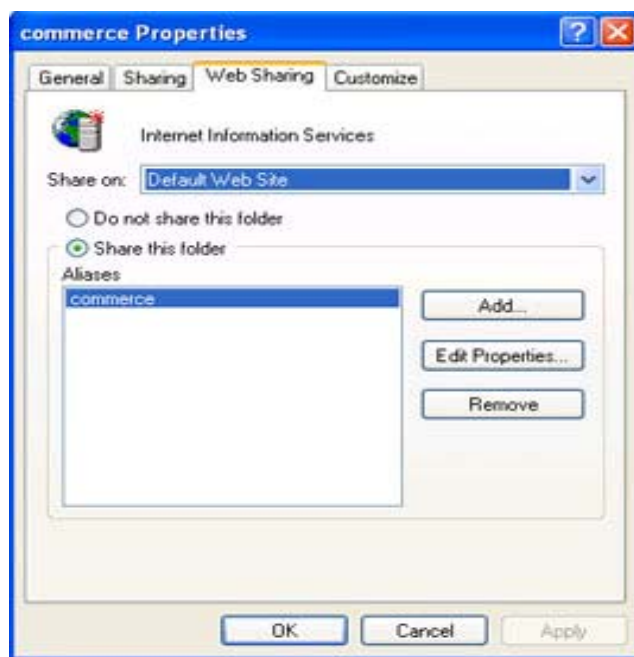 commerce Properties
General Sharing Web Sharing Customize
Internet Information Services
Share on: Default Web Site
Do not share this folder
Share this folder
Aliases
commerce
Add...
Edit Properties...
Remove
OK Cancel Apply